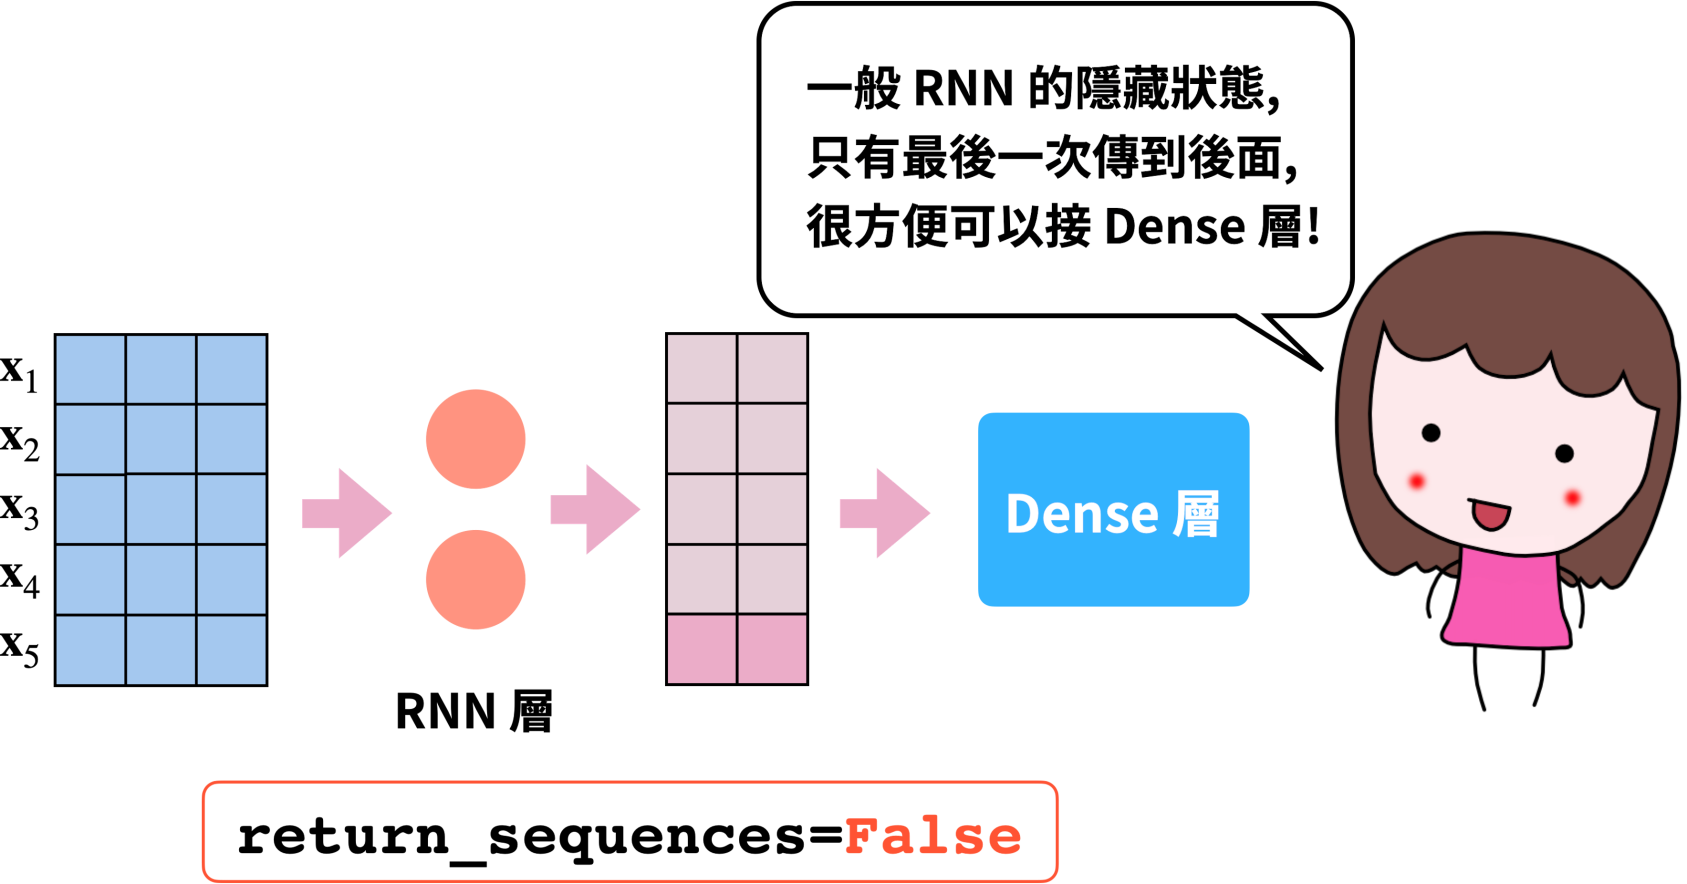 一般 RNN 的隱藏狀態,
只有最後一次傳到後面,
很方便可以接 Dense 層!
x1
x2
x3
x4
x5
RNN 層
Dense 層
return_sequences=False